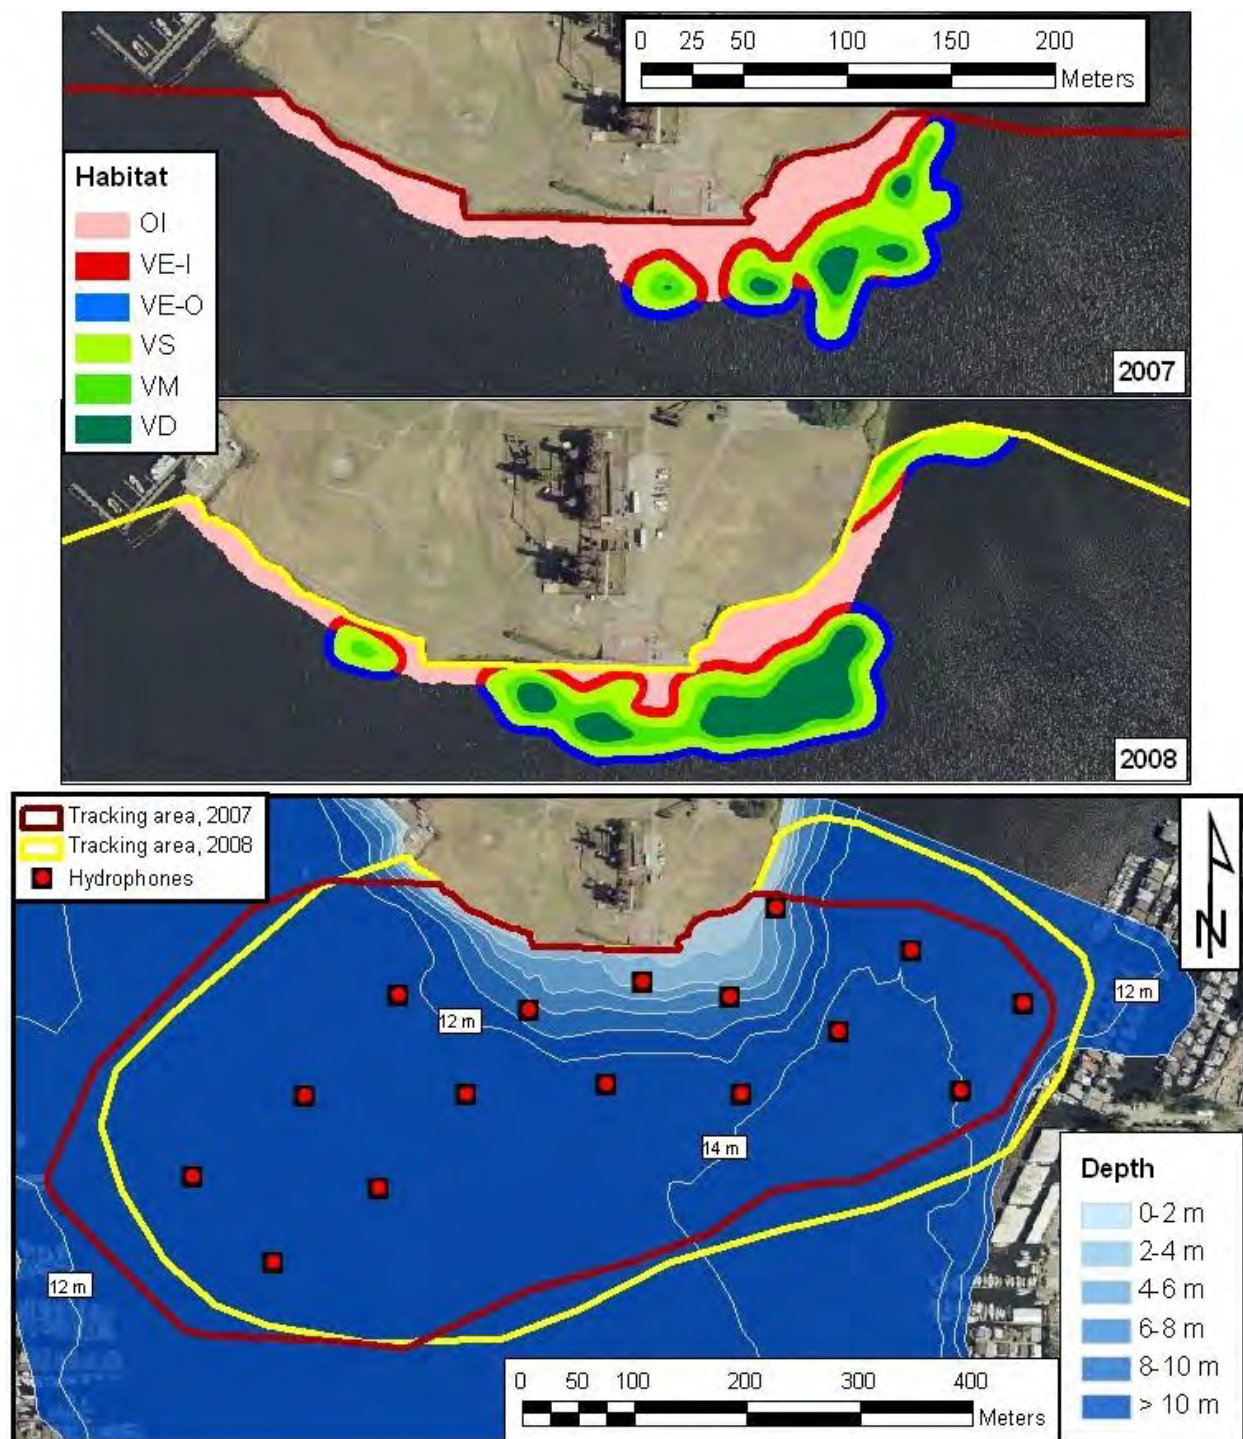 0 25 50 100 150 200
Meters
Habitat
OI
VE-I
VE-O
VS
VM
VD
2007
2008
Tracking area, 2007
Tracking area, 2008
Hydrophones
N
12 m
12 m
14 m
12 m
Depth
0-2 m
2-4 m
4-6 m
6-8 m
8-10 m
> 10 m
0 50 100 200 300 400
Meters